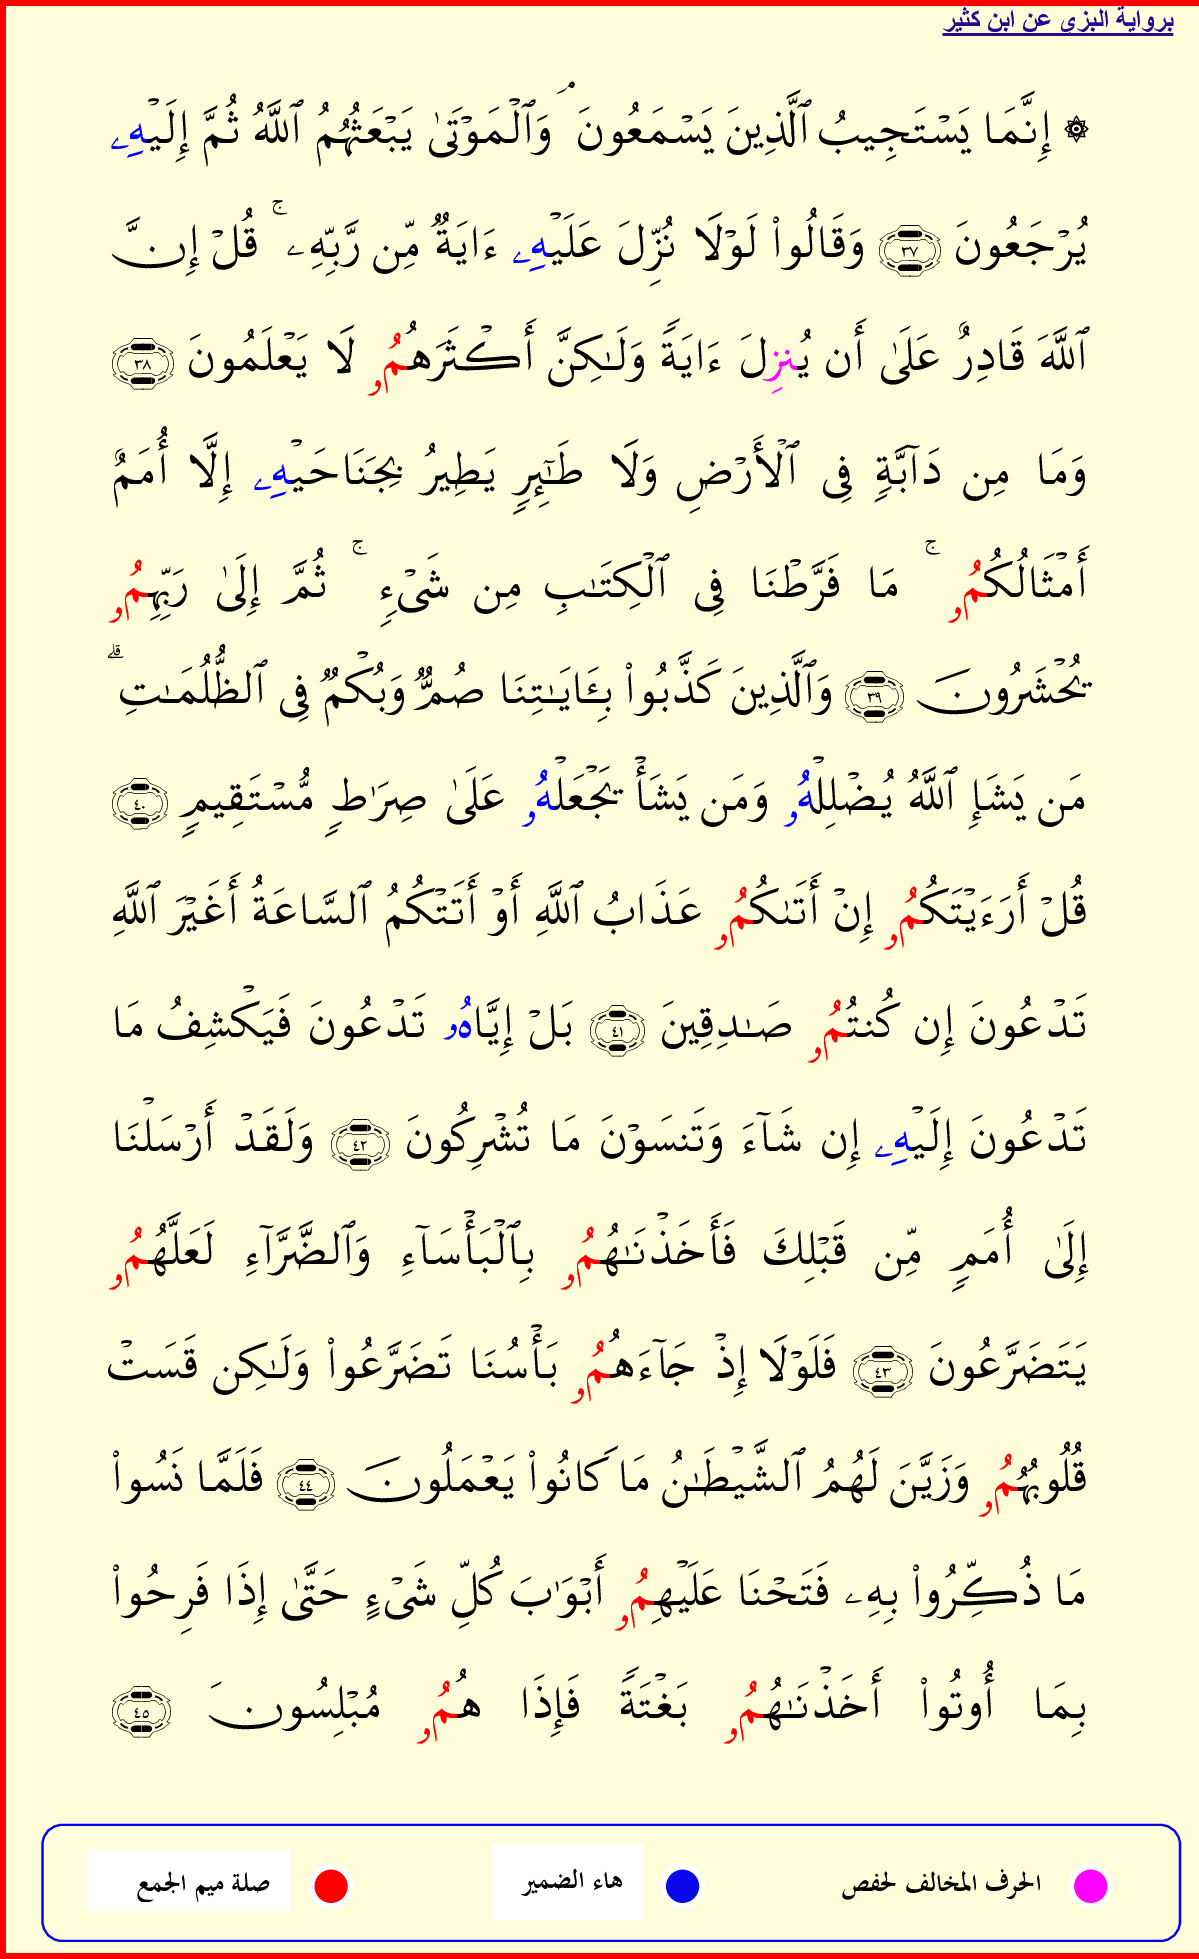 برواية البزى عن ابن كثير
۞ إِنَّمَا يَسْتَجِيبُ ٱلَّذِينَ يَسْمَعُونَ ۘ وَٱلْمَوْتَىٰ يَبْعَثُهُمُ ٱللَّهُ ثُمَّ إِلَيْهِۦ
يُرْجَعُونَ ٣٧ وَقَالُوا۟ لَوْلَا نُزِّلَ عَلَيْهِۦ ءَايَةٌ مِّن رَّبِّهِۦ ۚ قُلْ إِنَّ
ٱللَّهَ قَادِرٌ عَلَىٰ أَن يُنزِلَ ءَايَةً وَلَـٰكِنَّ أَكْثَرَهُمُۥ لَا يَعْلَمُونَ ٣٨
وَمَا مِن دَآبَّةٍ فِى ٱلْأَرْضِ وَلَا طَـٰٓئِرٍ يَطِيرُ بِجَنَاحَيْهِۦ إِلَّا أُمَمٌ
أَمْثَالُكُمُۥ ۚ مَا فَرَّطْنَا فِى ٱلْكِتَـٰبِ مِن شَىْءٍ ۚ ثُمَّ إِلَىٰ رَبِّهِمُۥ
يُحْشَرُونَ ٣٩ وَٱلَّذِينَ كَذَّبُوا۟ بِـَٔايَـٰتِنَا صُمٌّ وَبُكْمٌ فِى ٱلظُّلُمَـٰتِ ۗ
مَن يَشَإِ ٱللَّهُ يُضْلِلْهُۥ وَمَن يَشَأْ يَجْعَلْهُۥ عَلَىٰ صِرَٰطٍ مُّسْتَقِيمٍ ٤٠
قُلْ أَرَءَيْتَكُمُۥ إِنْ أَتَىٰكُمُۥ عَذَابُ ٱللَّهِ أَوْ أَتَتْكُمُ ٱلسَّاعَةُ أَغَيْرَ ٱللَّهِ
تَدْعُونَ إِن كُنتُمُۥ صَـٰدِقِينَ ٤١ بَلْ إِيَّاهُۥ تَدْعُونَ فَيَكْشِفُ مَا
تَدْعُونَ إِلَيْهِۦ إِن شَآءَ وَتَنسَوْنَ مَا تُشْرِكُونَ ٤٢ وَلَقَدْ أَرْسَلْنَا
إِلَىٰ أُمَمٍ مِّن قَبْلِكَ فَأَخَذْنَـٰهُمُۥ بِٱلْبَأْسَآءِ وَٱلضَّرَّآءِ لَعَلَّهُمُۥ
يَتَضَرَّعُونَ ٤٣ فَلَوْلَا إِذْ جَآءَهُمُۥ بَأْسُنَا تَضَرَّعُوا۟ وَلَـٰكِن قَسَتْ
قُلُوبُهُمُۥ وَزَيَّنَ لَهُمُ ٱلشَّيْطَـٰنُ مَا كَانُوا۟ يَعْمَلُونَ ٤٤ فَلَمَّا نَسُوا۟
مَا ذُكِّرُوا۟ بِهِۦ فَتَحْنَا عَلَيْهِمُۥ أَبْوَٰبَ كُلِّ شَىْءٍ حَتَّىٰ إِذَا فَرِحُوا۟
بِمَا أُوتُوا۟ أَخَذْنَـٰهُمُۥ بَغْتَةً فَإِذَا هُمُۥ مُبْلِسُونَ ٤٥
الحرف المخالف لحفص هاء الضمير صلة ميم الجمع